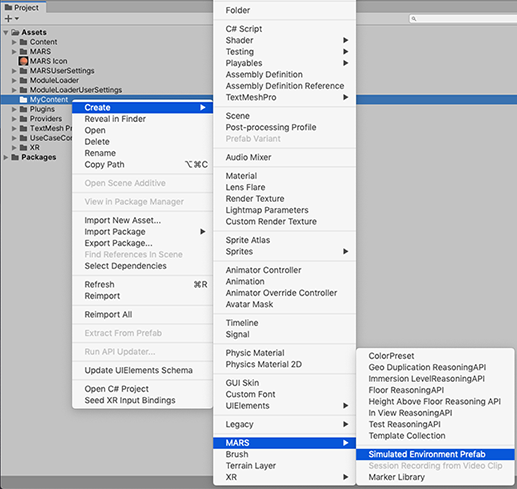 Project
Assets
Content
MARS
MARS Icon
MARSUserSettings
ModuleLoader
ModuleLoaderUserSettings
MyContent
Plugins
Providers
TextMesh Pr
UseCaseCon
XR
Packages
Create
Reveal in Finder
Open
Delete
Rename
Copy Path ⌥⌘C
Open Scene Additive
View in Package Manager
Import New Asset...
Import Package
Export Package...
Find References In Scene
Select Dependencies
Refresh ⌘R
Reimport
Reimport All
Extract From Prefab
Run API Updater...
Update UIElements Schema
Open C# Project
Seed XR Input Bindings
Folder
C# Script
Shader
Testing
Playables
Assembly Definition
Assembly Definition Reference
TextMeshPro
Scene
Post-processing Profile
Prefab Variant
Audio Mixer
Material
Lens Flare
Render Texture
Lightmap Parameters
Custom Render Texture
Sprite Atlas
Sprites
Animator Controller
Animation
Animator Override Controller
Avatar Mask
Timeline
Signal
Physic Material
Physics Material 2D
GUI Skin
Custom Font
UIElements
Legacy
MARS
Brush
Terrain Layer
XR
ColorPreset
Geo Duplication ReasoningAPI
Immersion LevelReasoningAPI
Floor ReasoningAPI
Height Above Floor Reasoning API
In View ReasoningAPI
Test ReasoningAPI
Template Collection
Simulated Environment Prefab
Session Recording from Video Clip
Marker Library